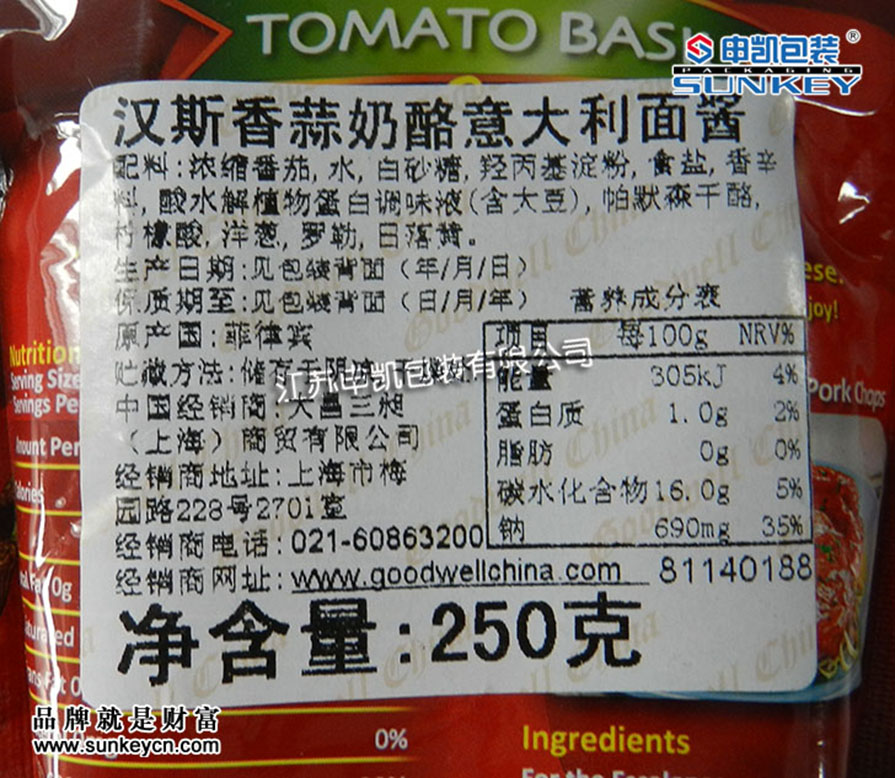 TOMATO BASI
申凯包装®
PACKAGING
SUNKEY
汉斯香蒜奶酪意大利面酱
配料:浓缩番茄, 水, 白砂糖, 羟丙基淀粉, 食盐, 香辛
料, 酸水解植物蛋白调味液(含大豆), 帕默森干酪,
柠檬酸, 洋葱, 罗勒, 日落黄。
生产日期:见包装背面（年/月/日）
保质期至:见包装背面（日/月/年）
原产国:菲律宾
贮藏方法:储存于阴凉
中国经销商:大昌三昶
（上海）商贸有限公司
经销商地址:上海市梅
园路228号2701室
经销商电话:021-60863200
经销商网址:www.goodwellchina.com 81140188
营养成分表
项目 每100g NRV%
能量 305kJ 4%
蛋白质 1.0g 2%
脂肪 0g 0%
碳水化合物 16.0g 5%
钠 690mg 35%
净含量:250克
江苏申凯包装有限公司
Goodwell China
Nutrition
Serving Size
Servings Pe
Amount Per
Calories
Fat 0g
ese.
joy!
Pork Chops
品牌就是财富
www.sunkeycn.com
0%
Ingredients